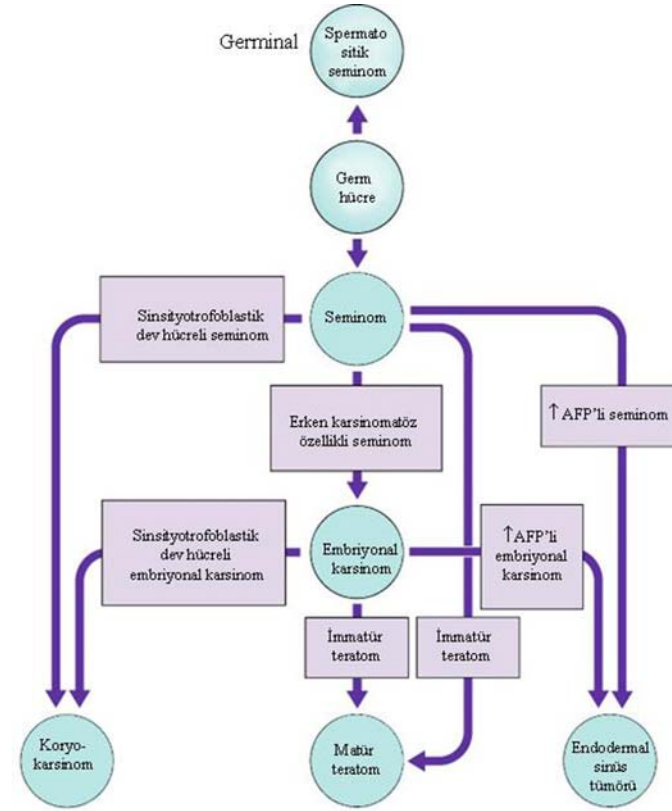 Germinal
Spermato
sitik
seminom
Germ
hücre
Sinsityotrofoblastik
dev hücreli seminom
Seminom
↑AFP'li seminom
Erken karsinomatöz
özellikli seminom
Sinsityotrofoblastik
dev hücreli
embriyonal karsinom
Embriyonal
karsinom
↑AFP'li
embriyonal
karsinom
İmmatür
teratom
İmmatür
teratom
Koryo-
karsinom
Matür
teratom
Endodermal
sinüs
tümörü